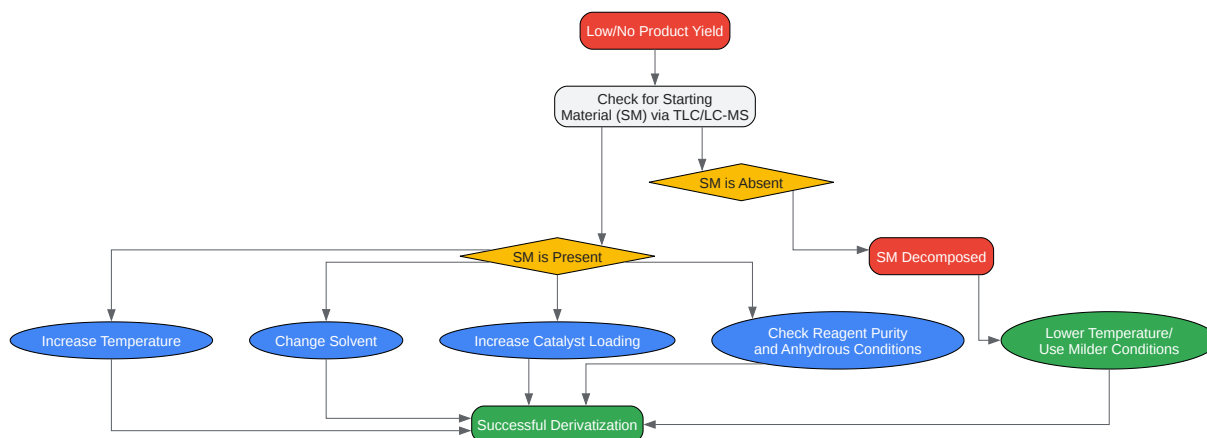 Low/No Product Yield
Check for Starting
Material (SM) via TLC/LC-MS
SM is Absent
SM is Present
SM Decomposed
Increase Temperature
Change Solvent
Increase Catalyst Loading
Check Reagent Purity
and Anhydrous Conditions
Lower Temperature/
Use Milder Conditions
Successful Derivatization